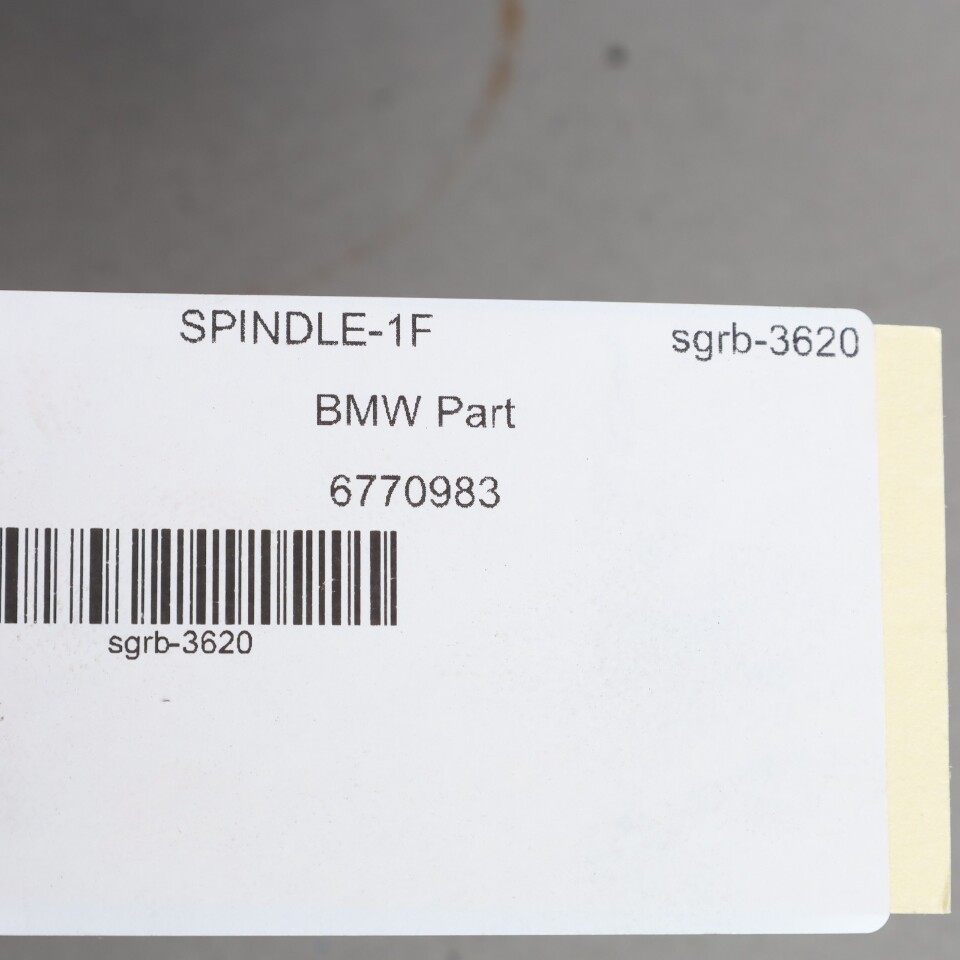 SPINDLE-1F sgrb-3620
BMW Part
6770983
sgrb-3620